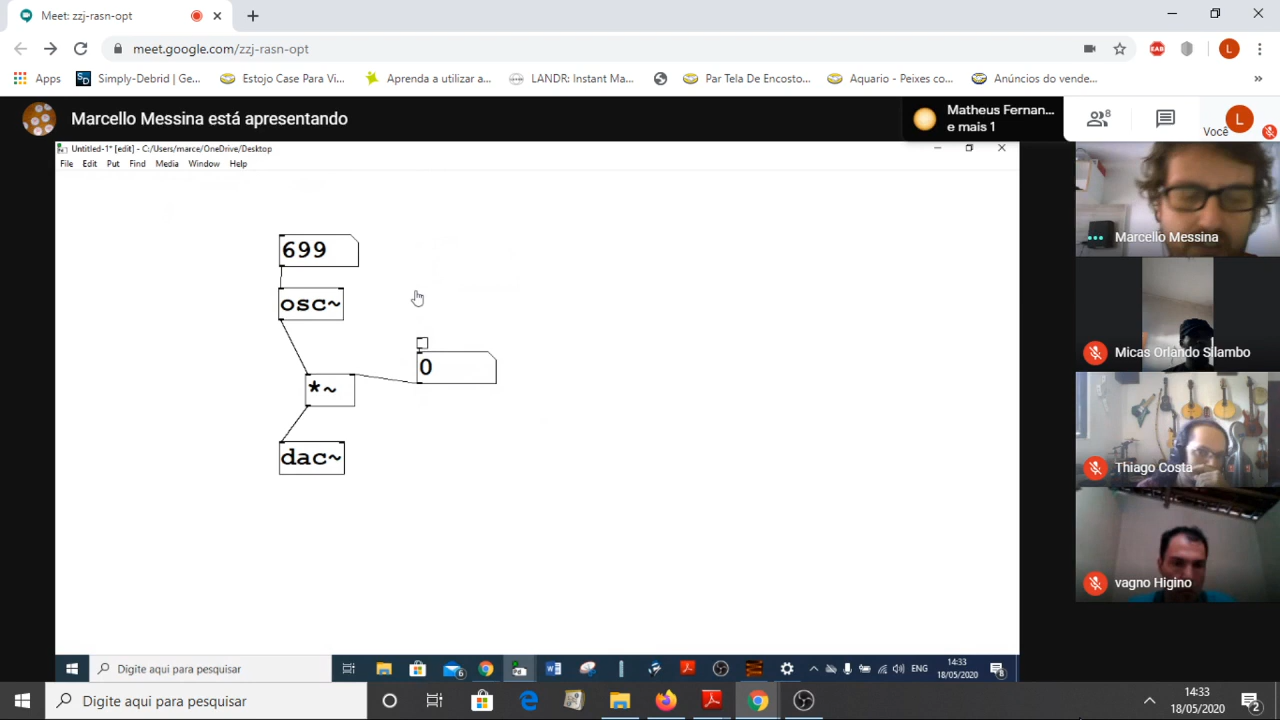 Meet: zzj-rasn-opt
meet.google.com/zzj-rasn-opt
Apps
Simply-Debrid | Ge...
Estojo Case Para Vi...
Aprenda a utilizar a...
LANDR: Instant Ma...
Par Tela De Encosto...
Aquario - Peixes co...
Anúncios do vende...
Marcello Messina está apresentando
Matheus Fernan...
e mais 1
8
Você
L
Untitled-1* [edit] - C:/Users/marce/OneDrive/Desktop
File Edit Put Find Media Window Help
699
osc~
0
*~
dac~
Marcello Messina
Micas Orlando Silambo
Thiago Costa
vagno Higino
Digite aqui para pesquisar
6
ENG
14:33
18/05/2020
8
Digite aqui para pesquisar
14:33
18/05/2020
2